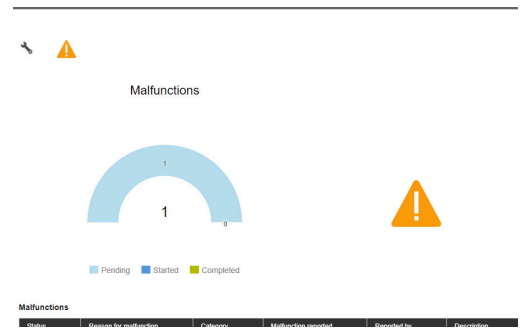 Malfunctions
1
1
0
Pending Started Completed
Malfunctions
Status Reason for malfunction Category Malfunction reported Reported by Description